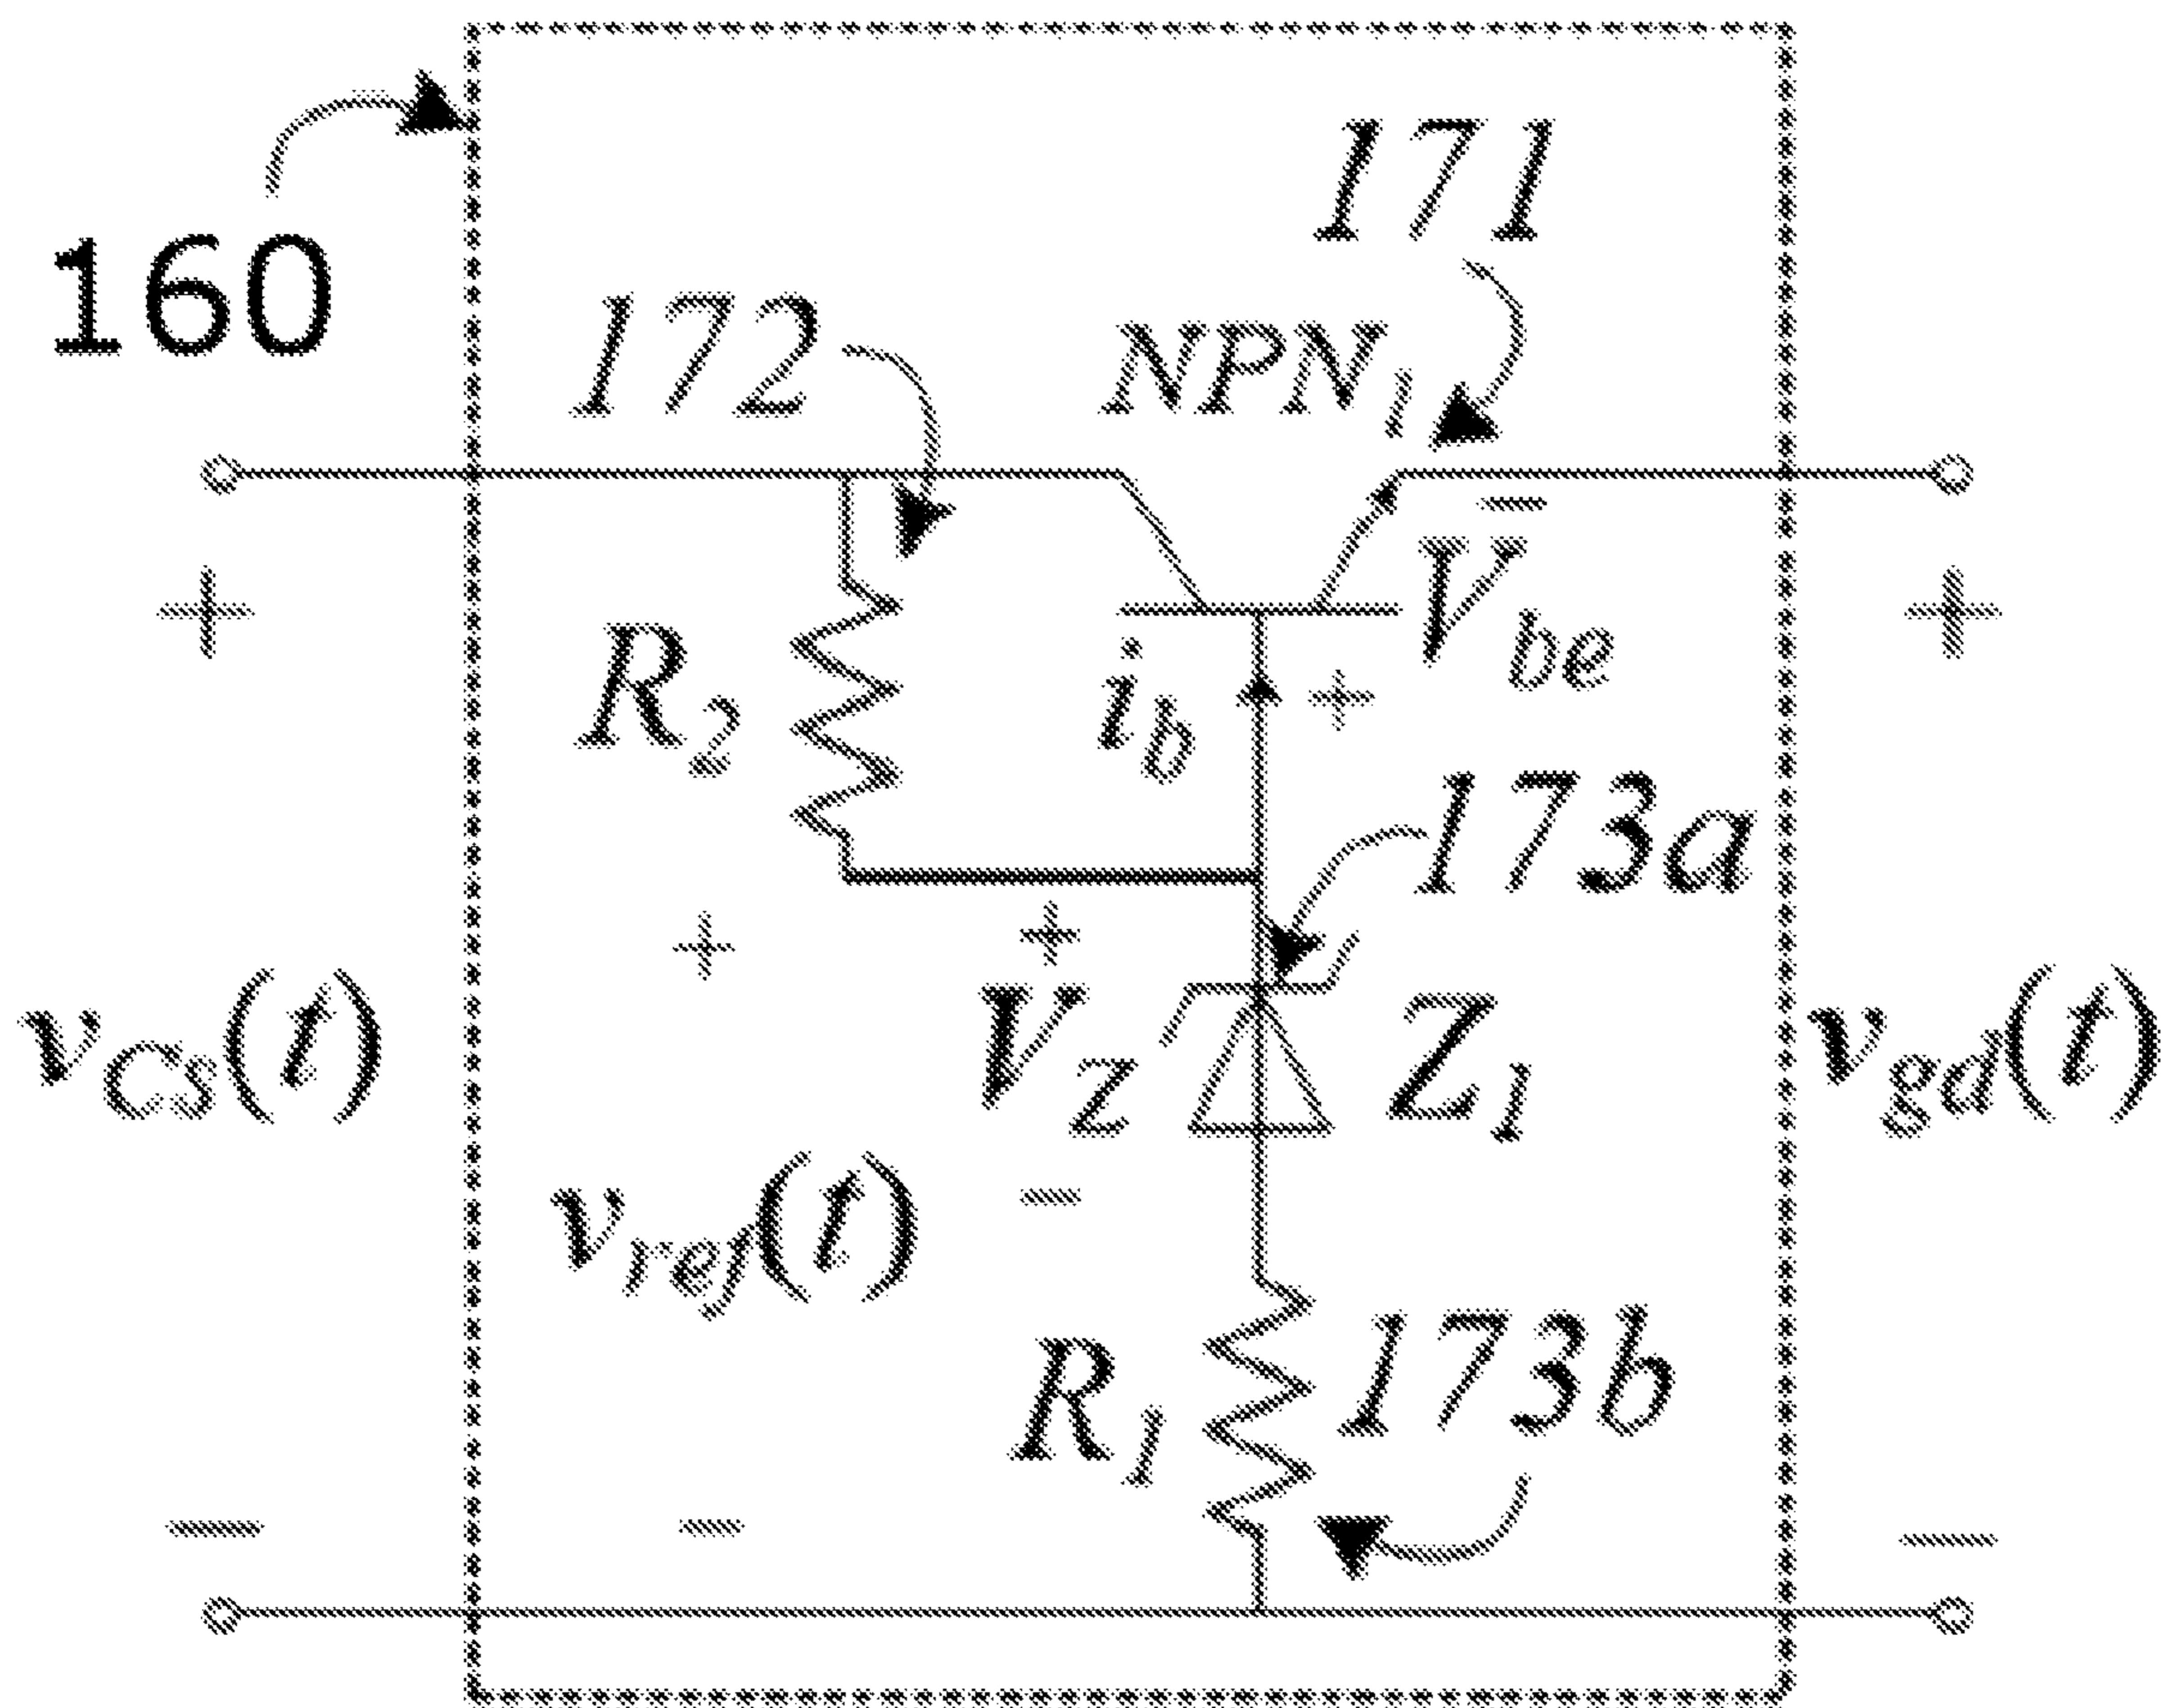 160
171
172
NPN1
+
−
Vbe
+
R2
ib
+
173a
+
+
vCs(t)
VZ
Z1
vgd(t)
vref(t)
−
R1
173b
−
−
−